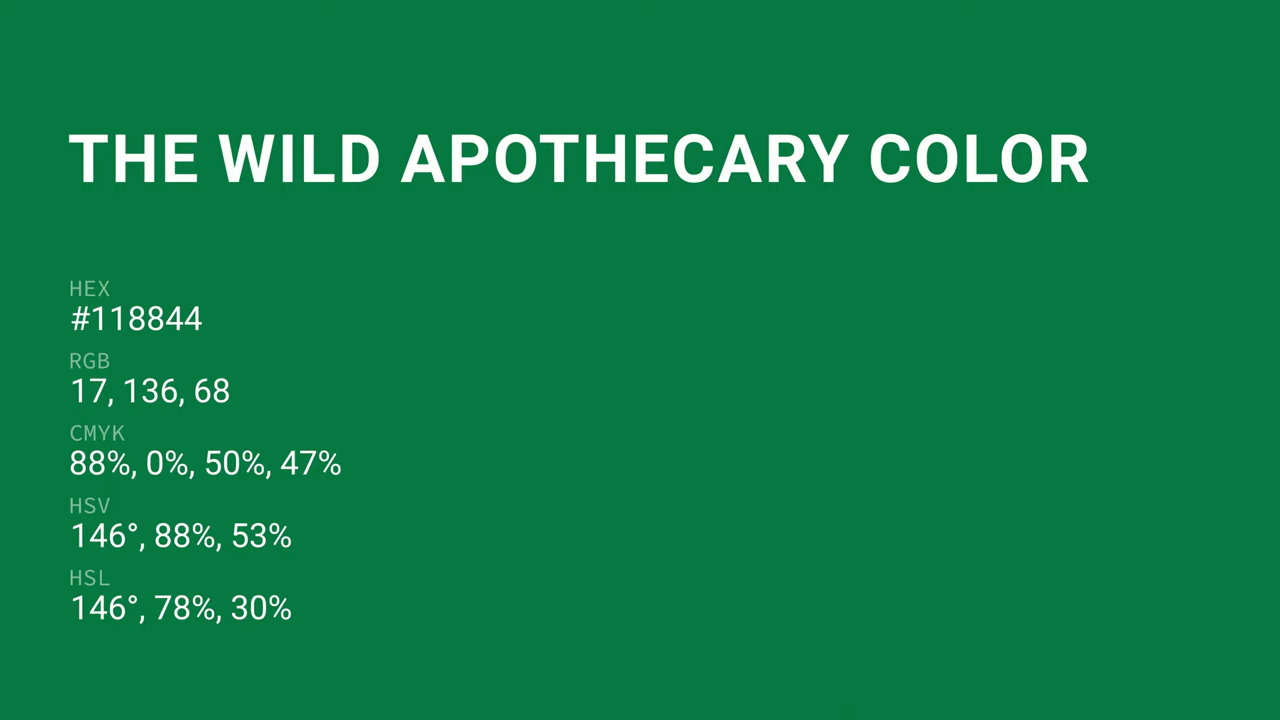 THE WILD APOTHECARY COLOR
HEX
#118844
RGB
17, 136, 68
CMYK
88%, 0%, 50%, 47%
HSV
146°, 88%, 53%
HSL
146°, 78%, 30%